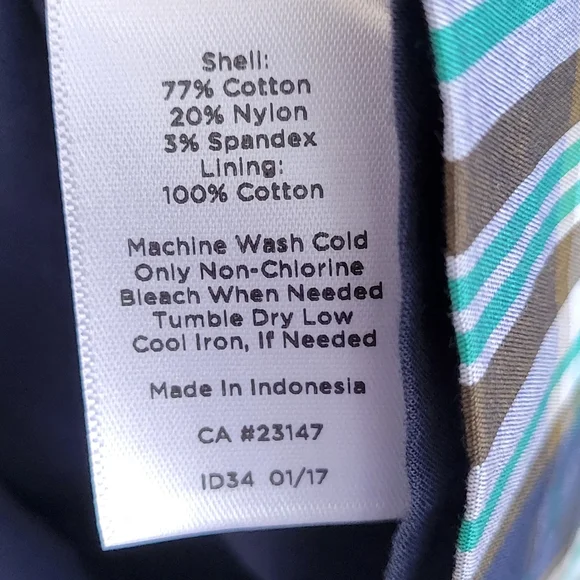 Shell:
77% Cotton
20% Nylon
3% Spandex
Lining:
100% Cotton
Machine Wash Cold
Only Non-Chlorine
Bleach When Needed
Tumble Dry Low
Cool Iron, If Needed
Made In Indonesia
CA #23147
ID34 01/17